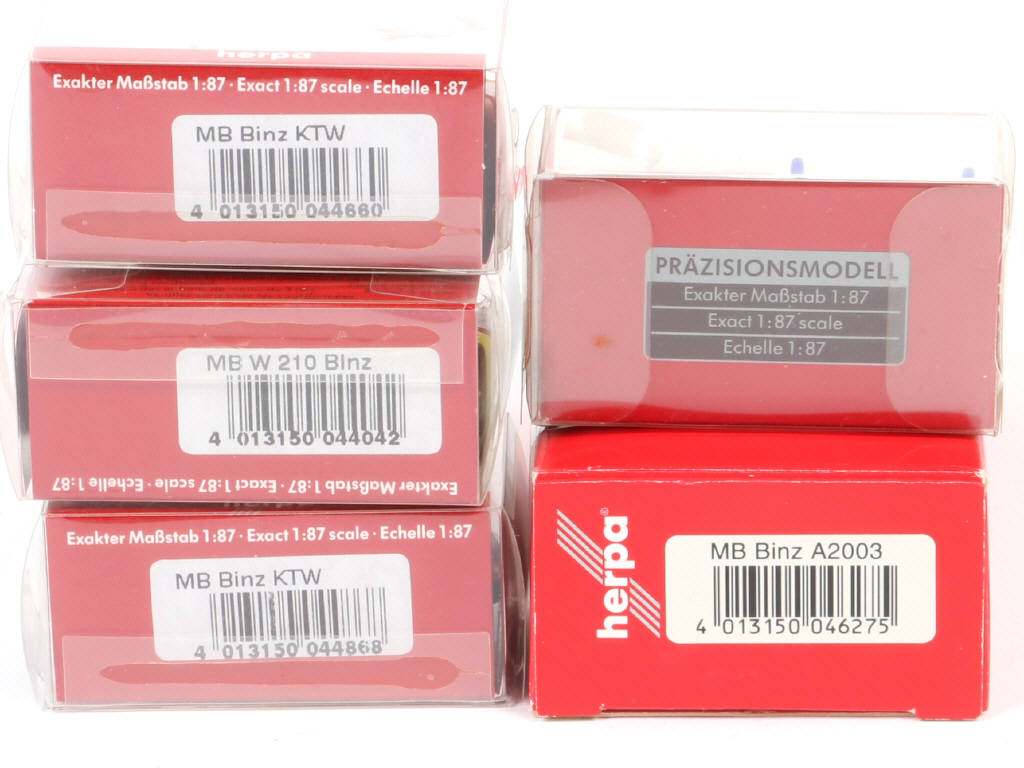 herpa
Exakter Maßstab 1:87 · Exact 1:87 scale · Echelle 1:87
MB Binz KTW
4 013150 044660
MB W 210 BInz
4 013150 044042
Exakter Maßstab 1:87 · Exact 1:87 scale · Echelle 1:87
herpa
Exakter Maßstab 1:87 · Exact 1:87 scale · Echelle 1:87
MB Binz KTW
4 013150 044868
PRÄZISIONSMODELL
Exakter Maßstab 1:87
Exact 1:87 scale
Echelle 1:87
herpa®
MB Binz A2003
4 013150 046275